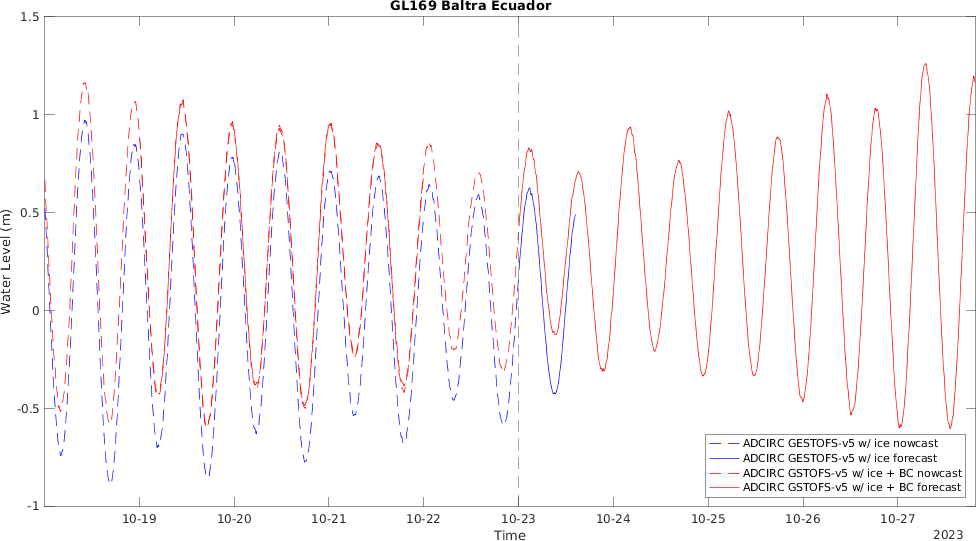 GL169 Baltra Ecuador
1.5
1
0.5
0
-0.5
-1
Water Level (m)
ADCIRC GESTOFS-v5 w/ ice nowcast
ADCIRC GESTOFS-v5 w/ ice forecast
ADCIRC GSTOFS-v5 w/ ice + BC nowcast
ADCIRC GSTOFS-v5 w/ ice + BC forecast
10-19 10-20 10-21 10-22 10-23 10-24 10-25 10-26 10-27
Time
2023